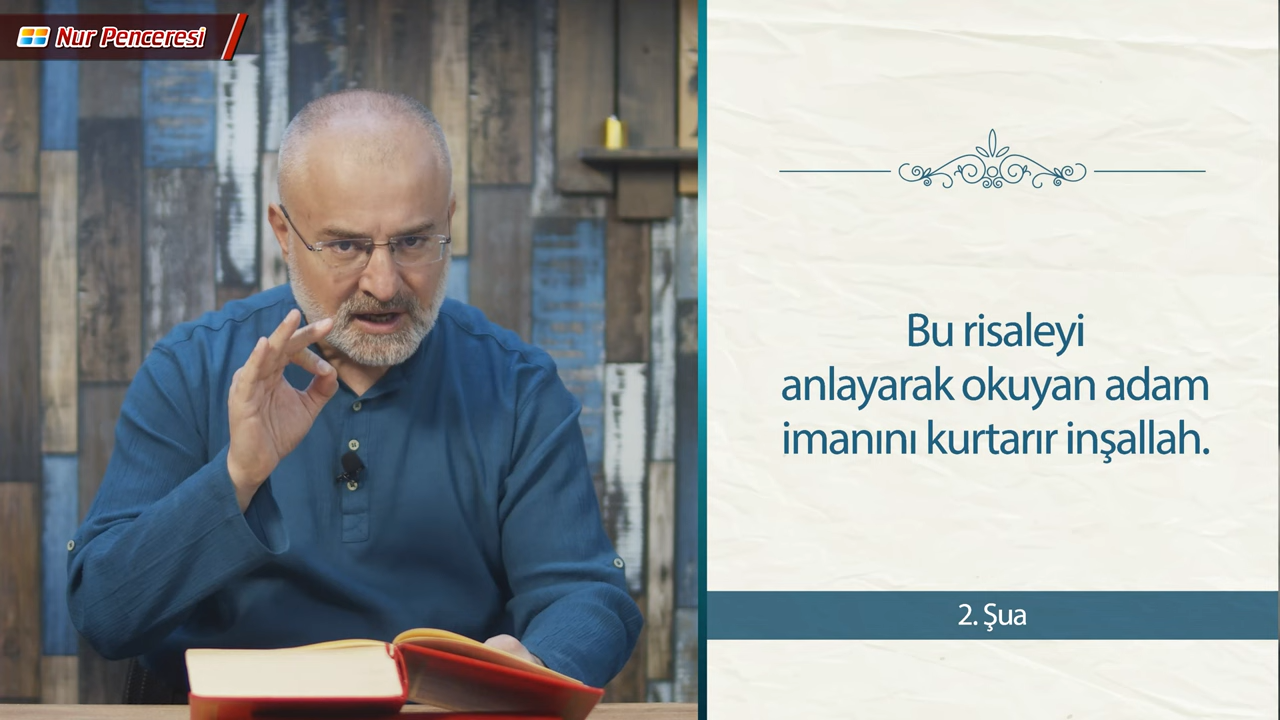 Nur Penceresi
Bu risaleyi
anlayarak okuyan adam
imanını kurtarır inşallah.
2. Şua